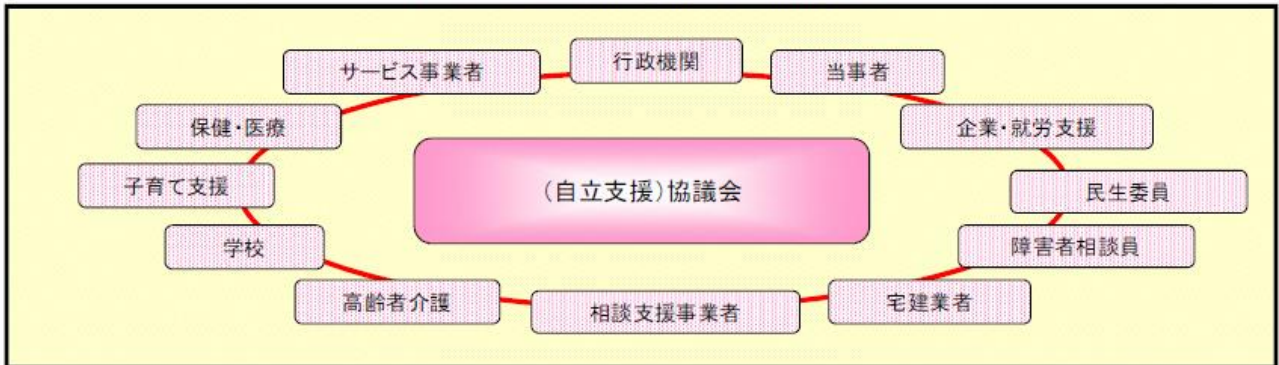 行政機関
サービス事業者
当事者
保健・医療
企業・就労支援
(自立支援)協議会
子育て支援
民生委員
学校
障害者相談員
高齢者介護
相談支援事業者
宅建業者